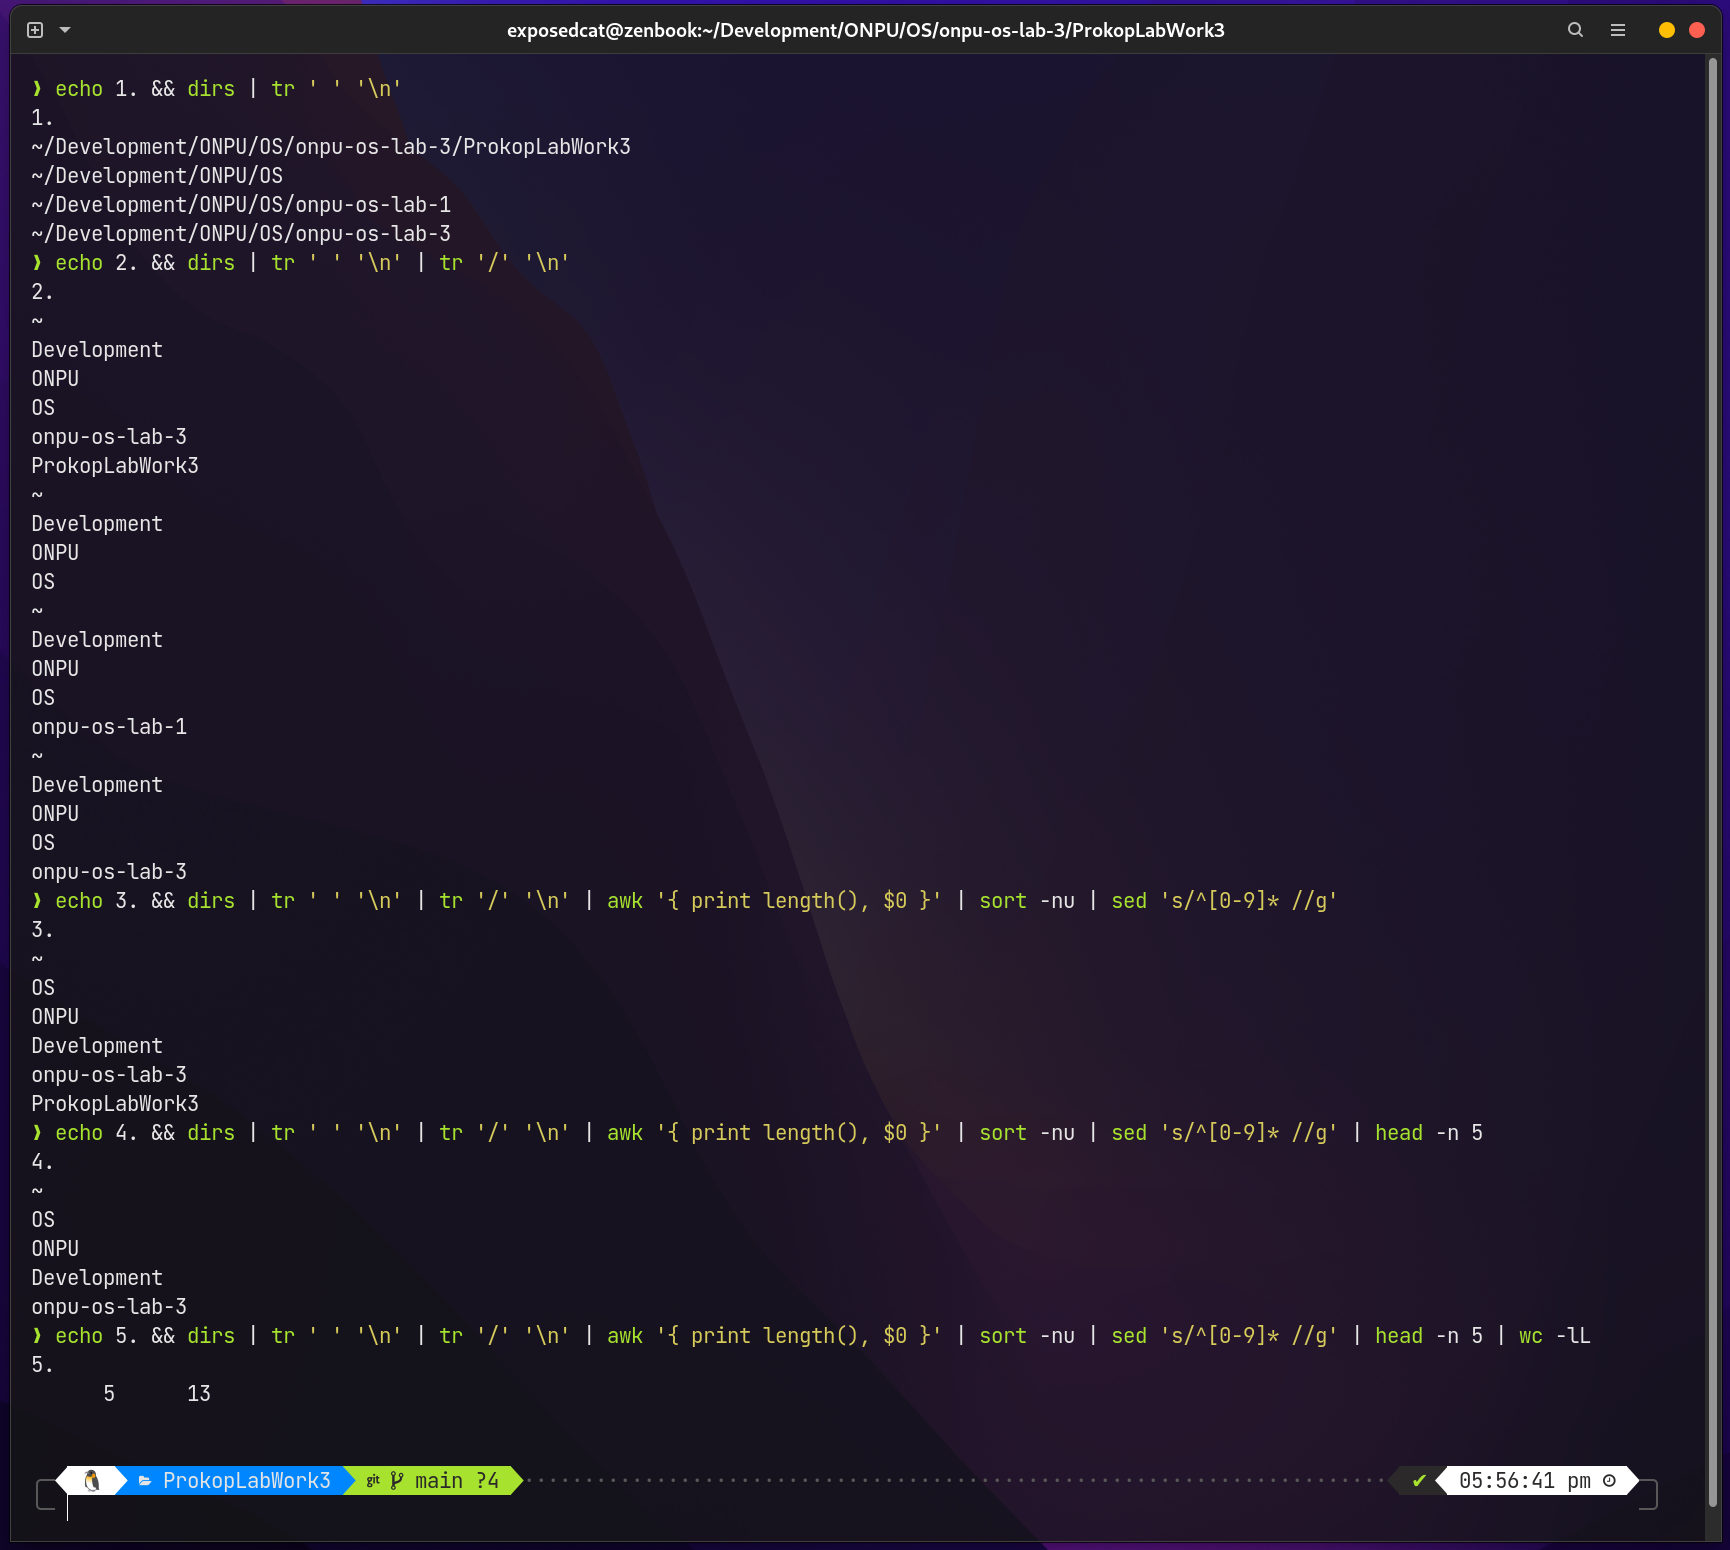 exposedcat@zenbook:~/Development/ONPU/OS/onpu-os-lab-3/ProkopLabWork3
❱ echo 1. && dirs | tr ' ' '\n'
1.
~/Development/ONPU/OS/onpu-os-lab-3/ProkopLabWork3
~/Development/ONPU/OS
~/Development/ONPU/OS/onpu-os-lab-1
~/Development/ONPU/OS/onpu-os-lab-3
❱ echo 2. && dirs | tr ' ' '\n' | tr '/' '\n'
2.
~
Development
ONPU
OS
onpu-os-lab-3
ProkopLabWork3
~
Development
ONPU
OS
~
Development
ONPU
OS
onpu-os-lab-1
~
Development
ONPU
OS
onpu-os-lab-3
❱ echo 3. && dirs | tr ' ' '\n' | tr '/' '\n' | awk '{ print length(), $0 }' | sort -nu | sed 's/^[0-9]* //g'
3.
~
OS
ONPU
Development
onpu-os-lab-3
ProkopLabWork3
❱ echo 4. && dirs | tr ' ' '\n' | tr '/' '\n' | awk '{ print length(), $0 }' | sort -nu | sed 's/^[0-9]* //g' | head -n 5
4.
~
OS
ONPU
Development
onpu-os-lab-3
❱ echo 5. && dirs | tr ' ' '\n' | tr '/' '\n' | awk '{ print length(), $0 }' | sort -nu | sed 's/^[0-9]* //g' | head -n 5 | wc -lL
5.
      5      13
ProkopLabWork3 git main ?4 ✔ 05:56:41 pm